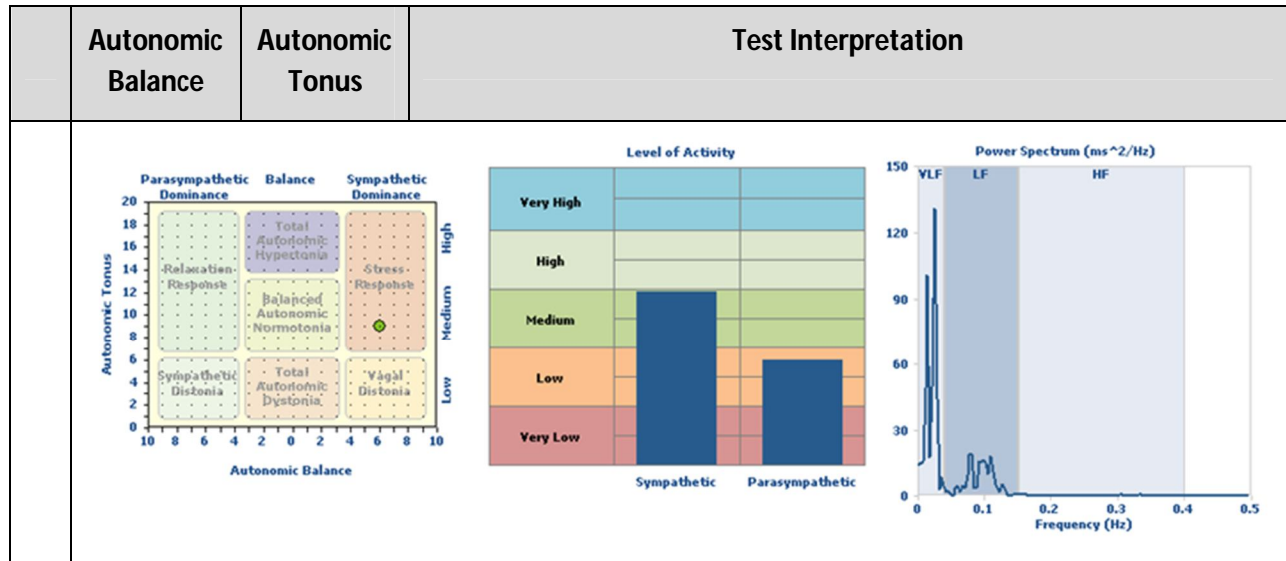 Autonomic
Balance
Autonomic
Tonus
Test Interpretation
Parasympathetic
Dominance
Balance
Sympathetic
Dominance
20
18
16
14
12
10
8
6
4
2
0
Autonomic Tonus
Total
Autonomic
Hypertonia
Relaxation
Response
Stress
Response
Balanced
Autonomic
Normotonia
Sympathetic
Distonia
Total
Autonomic
Dystonia
Vagal
Distonia
High
Medium
Low
10 8 6 4 2 0 2 4 6 8 10
Autonomic Balance
Level of Activity
Very High
High
Medium
Low
Very Low
Sympathetic Parasympathetic
Power Spectrum (ms^2/Hz)
VLF LF HF
150
120
90
60
30
0
0 0.1 0.2 0.3 0.4 0.5
Frequency (Hz)